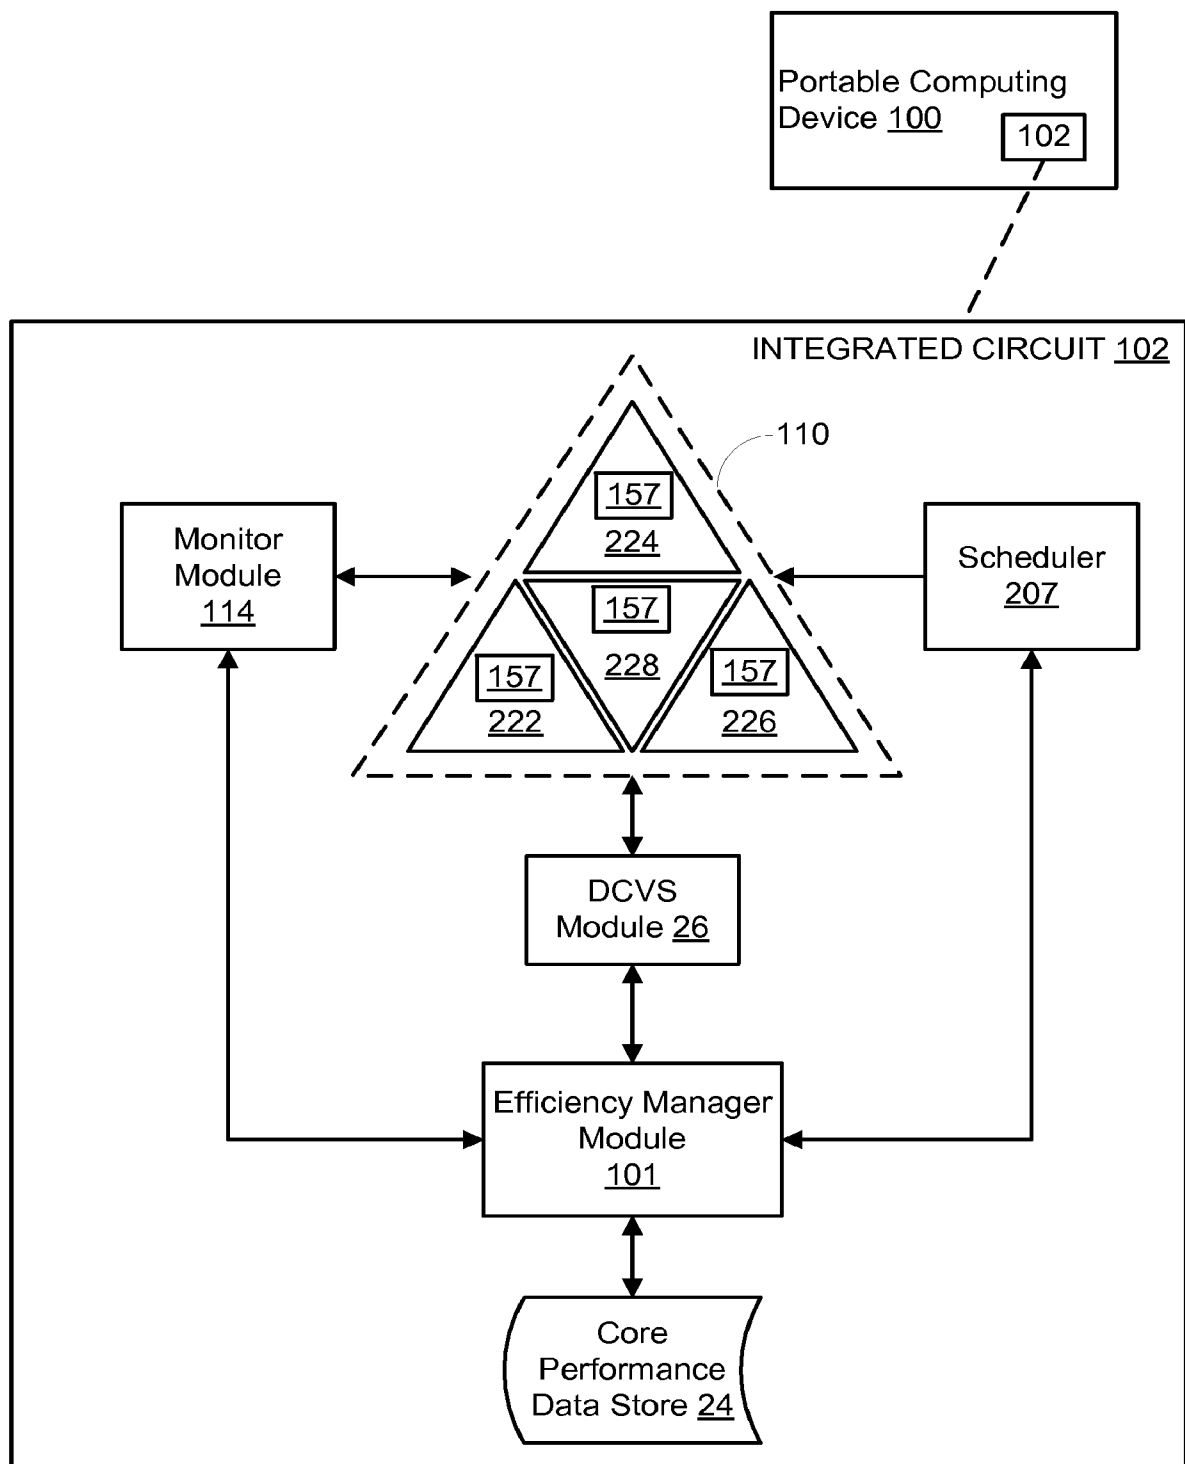 Portable Computing
Device 100
102
INTEGRATED CIRCUIT 102
110
157
224
Monitor
Module
114
Scheduler
207
157
228
157
222
157
226
DCVS
Module 26
Efficiency Manager
Module
101
Core
Performance
Data Store 24